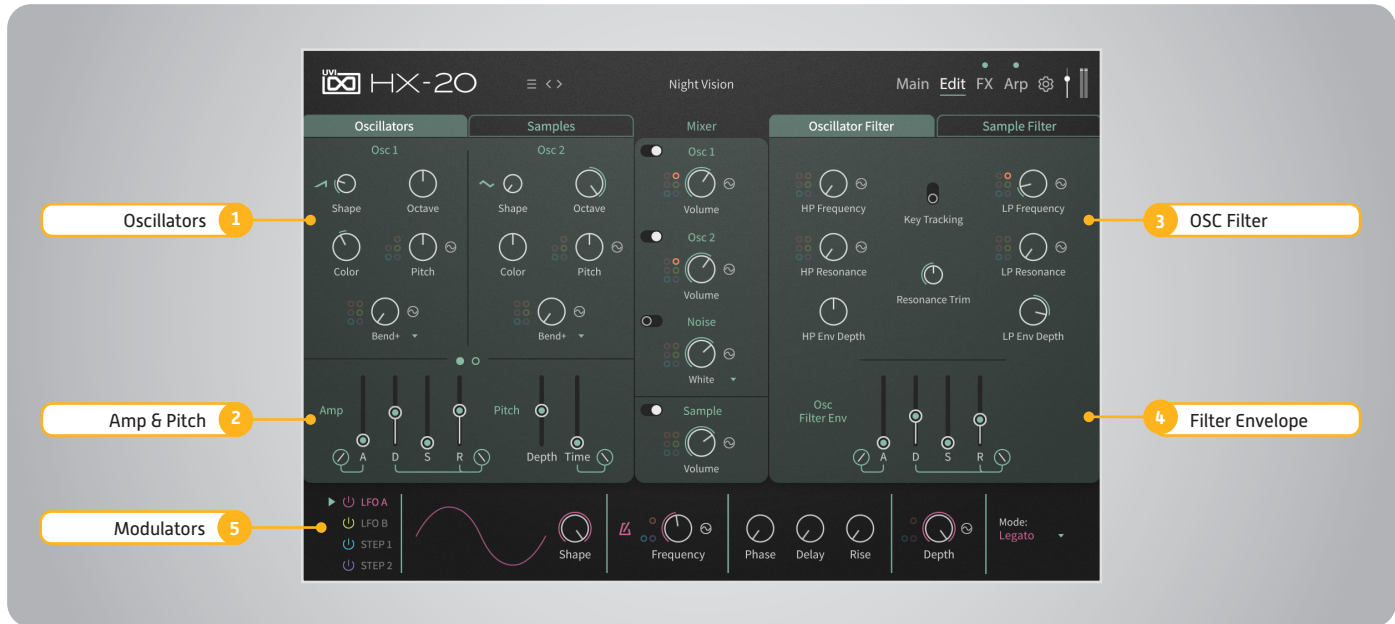 UVI HX-20 Night Vision Main Edit FX Arp
Oscillators Samples Mixer Oscillator Filter Sample Filter
Osc 1 Osc 2
Shape Octave Shape Octave
Color Pitch Color Pitch
Bend+ Bend+
Osc 1
Volume
Osc 2
Volume
Noise
White
Sample
Volume
HP Frequency Key Tracking LP Frequency
HP Resonance Resonance Trim LP Resonance
HP Env Depth LP Env Depth
Amp A D S R Pitch Depth Time
Osc
Filter Env
A D S R
LFO A
LFO B
STEP 1
STEP 2
Shape Frequency Phase Delay Rise Depth
Mode:
Legato
Oscillators 1
Amp & Pitch 2
Modulators 5
3 OSC Filter
4 Filter Envelope